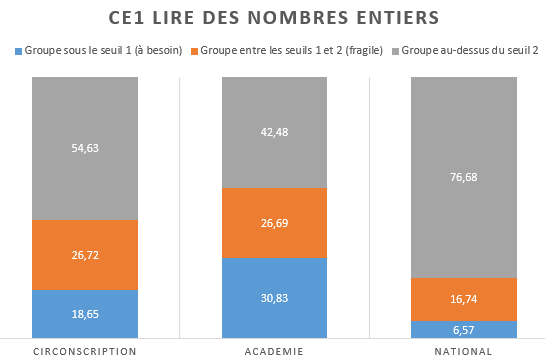 CE1 LIRE DES NOMBRES ENTIERS
Groupe sous le seuil 1 (à besoin) Groupe entre les seuils 1 et 2 (fragile) Groupe au-dessus du seuil 2
54,63 42,48 76,68
26,72 26,69 16,74
18,65 30,83 6,57
CIRCONSCRIPTION ACADEMIE NATIONAL